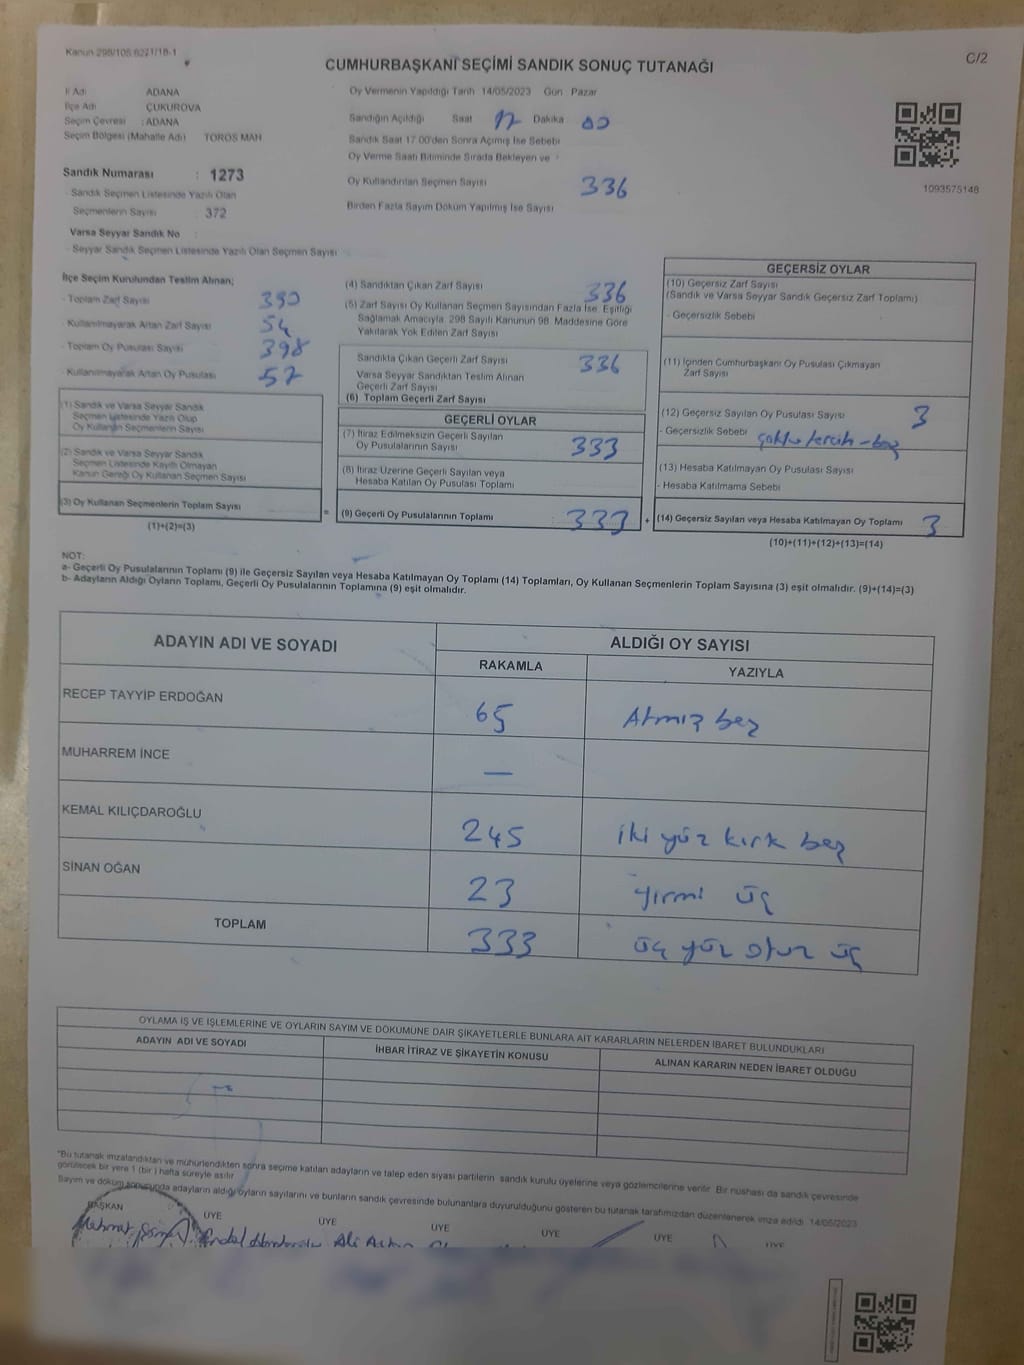 Kanun 298/105 6271/18-1
C/2
CUMHURBAŞKANI SEÇİMİ SANDIK SONUÇ TUTANAĞI
İl Adı ADANA
İlçe Adı ÇUKUROVA
Seçim Çevresi : ADANA
Seçim Bölgesi (Mahalle Adı) TOROS MAH
Sandık Numarası : 1273
- Sandık Seçmen Listesinde Yazılı Olan
Seçmenlerin Sayısı : 372
Varsa Seyyar Sandık No :
- Seyyar Sandık Seçmen Listesinde Yazılı Olan Seçmen Sayısı
Oy Vermenin Yapıldığı Tarih 14/05/2023 Gün : Pazar
Sandığın Açıldığı Saat 17 Dakika 00
Sandık Saat 17.00'den Sonra Açımış İse Sebebi
Oy Verme Saati Bitiminde Sırada Bekleyen ve
Oy Kullandırılan Seçmen Sayısı 336
Birden Fazla Sayım Döküm Yapılmış İse Sayısı
1093575148
İlçe Seçim Kurulundan Teslim Alınan;
- Toplam Zarf Sayısı 390
- Kullanılmayarak Artan Zarf Sayısı 54
- Toplam Oy Pusulası Sayısı 398
- Kullanılmayarak Artan Oy Pusulası 57
(1) Sandık ve Varsa Seyyar Sandık
Seçmen Listesinde Yazılı Olup
Oy Kullanan Seçmenlerin Sayısı
(2) Sandık ve Varsa Seyyar Sandık
Seçmen Listesinde Kayıtlı Olmayan
Kanun Gereği Oy Kullanan Seçmen Sayısı
(3) Oy Kullanan Seçmenlerin Toplam Sayısı
(1)+(2)=(3)
=
(4) Sandıktan Çıkan Zarf Sayısı 336
(5) Zarf Sayısı Oy Kullanan Seçmen Sayısından Fazla İse, Eşitliği
Sağlamak Amacıyla, 298 Sayılı Kanunun 98. Maddesine Göre
Yakılarak Yok Edilen Zarf Sayısı
Sandıkta Çıkan Geçerli Zarf Sayısı 336
Varsa Seyyar Sandıktan Teslim Alınan
Geçerli Zarf Sayısı
(6) Toplam Geçerli Zarf Sayısı
GEÇERLİ OYLAR
(7) İtiraz Edilmeksizin Geçerli Sayılan
Oy Pusulalarının Sayısı 333
(8) İtiraz Üzerine Geçerli Sayılan veya
Hesaba Katılan Oy Pusulası Toplamı
(9) Geçerli Oy Pusulalarının Toplamı 333
+
GEÇERSİZ OYLAR
(10) Geçersiz Zarf Sayısı
(Sandık ve Varsa Seyyar Sandık Geçersiz Zarf Toplamı)
- Geçersizlik Sebebi
(11) İçinden Cumhurbaşkanı Oy Pusulası Çıkmayan
Zarf Sayısı
(12) Geçersiz Sayılan Oy Pusulası Sayısı 3
- Geçersizlik Sebebi çoklu tercih - boş
(13) Hesaba Katılmayan Oy Pusulası Sayısı
- Hesaba Katılmama Sebebi
(14) Geçersiz Sayılan veya Hesaba Katılmayan Oy Toplamı 3
(10)+(11)+(12)+(13)=(14)
NOT:
a- Geçerli Oy Pusulalarının Toplamı (9) ile Geçersiz Sayılan veya Hesaba Katılmayan Oy Toplamı (14) Toplamları, Oy Kullanan Seçmenlerin Toplam Sayısına (3) eşit olmalıdır. (9)+(14)=(3)
b- Adayların Aldığı Oyların Toplamı, Geçerli Oy Pusulalarının Toplamına (9) eşit olmalıdır.
ADAYIN ADI VE SOYADI
ALDIĞI OY SAYISI
RAKAMLA YAZIYLA
RECEP TAYYİP ERDOĞAN 65 Atmış beş
MUHARREM İNCE —
KEMAL KILIÇDAROĞLU 245 iki yüz kırk beş
SİNAN OĞAN 23 yirmi üç
TOPLAM 333 üç yüz otuz üç
OYLAMA İŞ VE İŞLEMLERİNE VE OYLARIN SAYIM VE DÖKÜMÜNE DAİR ŞİKAYETLERLE BUNLARA AİT KARARLARIN NELERDEN İBARET BULUNDUKLARI
ADAYIN ADI VE SOYADI İHBAR İTİRAZ VE ŞİKAYETİN KONUSU ALINAN KARARIN NEDEN İBARET OLDUĞU
"Bu tutanak imzalandıktan ve mühürlendikten sonra seçime katılan adayların ve talep eden siyasi partilerin sandık kurulu üyelerine veya gözlemcilerine verilir. Bir nüshası da sandık çevresinde
görülecek bir yere 1 (bir ) hafta süreyle asılır.
Sayım ve döküm sonucunda adayların aldığı oyların sayılarını ve bunların sandık çevresinde bulunanlara duyurulduğunu gösteren bu tutanak tarafımızdan düzenlenerek imza edildi. 14/05/2023
BAŞKAN ÜYE ÜYE ÜYE ÜYE ÜYE ÜYE
Mehmet Ali